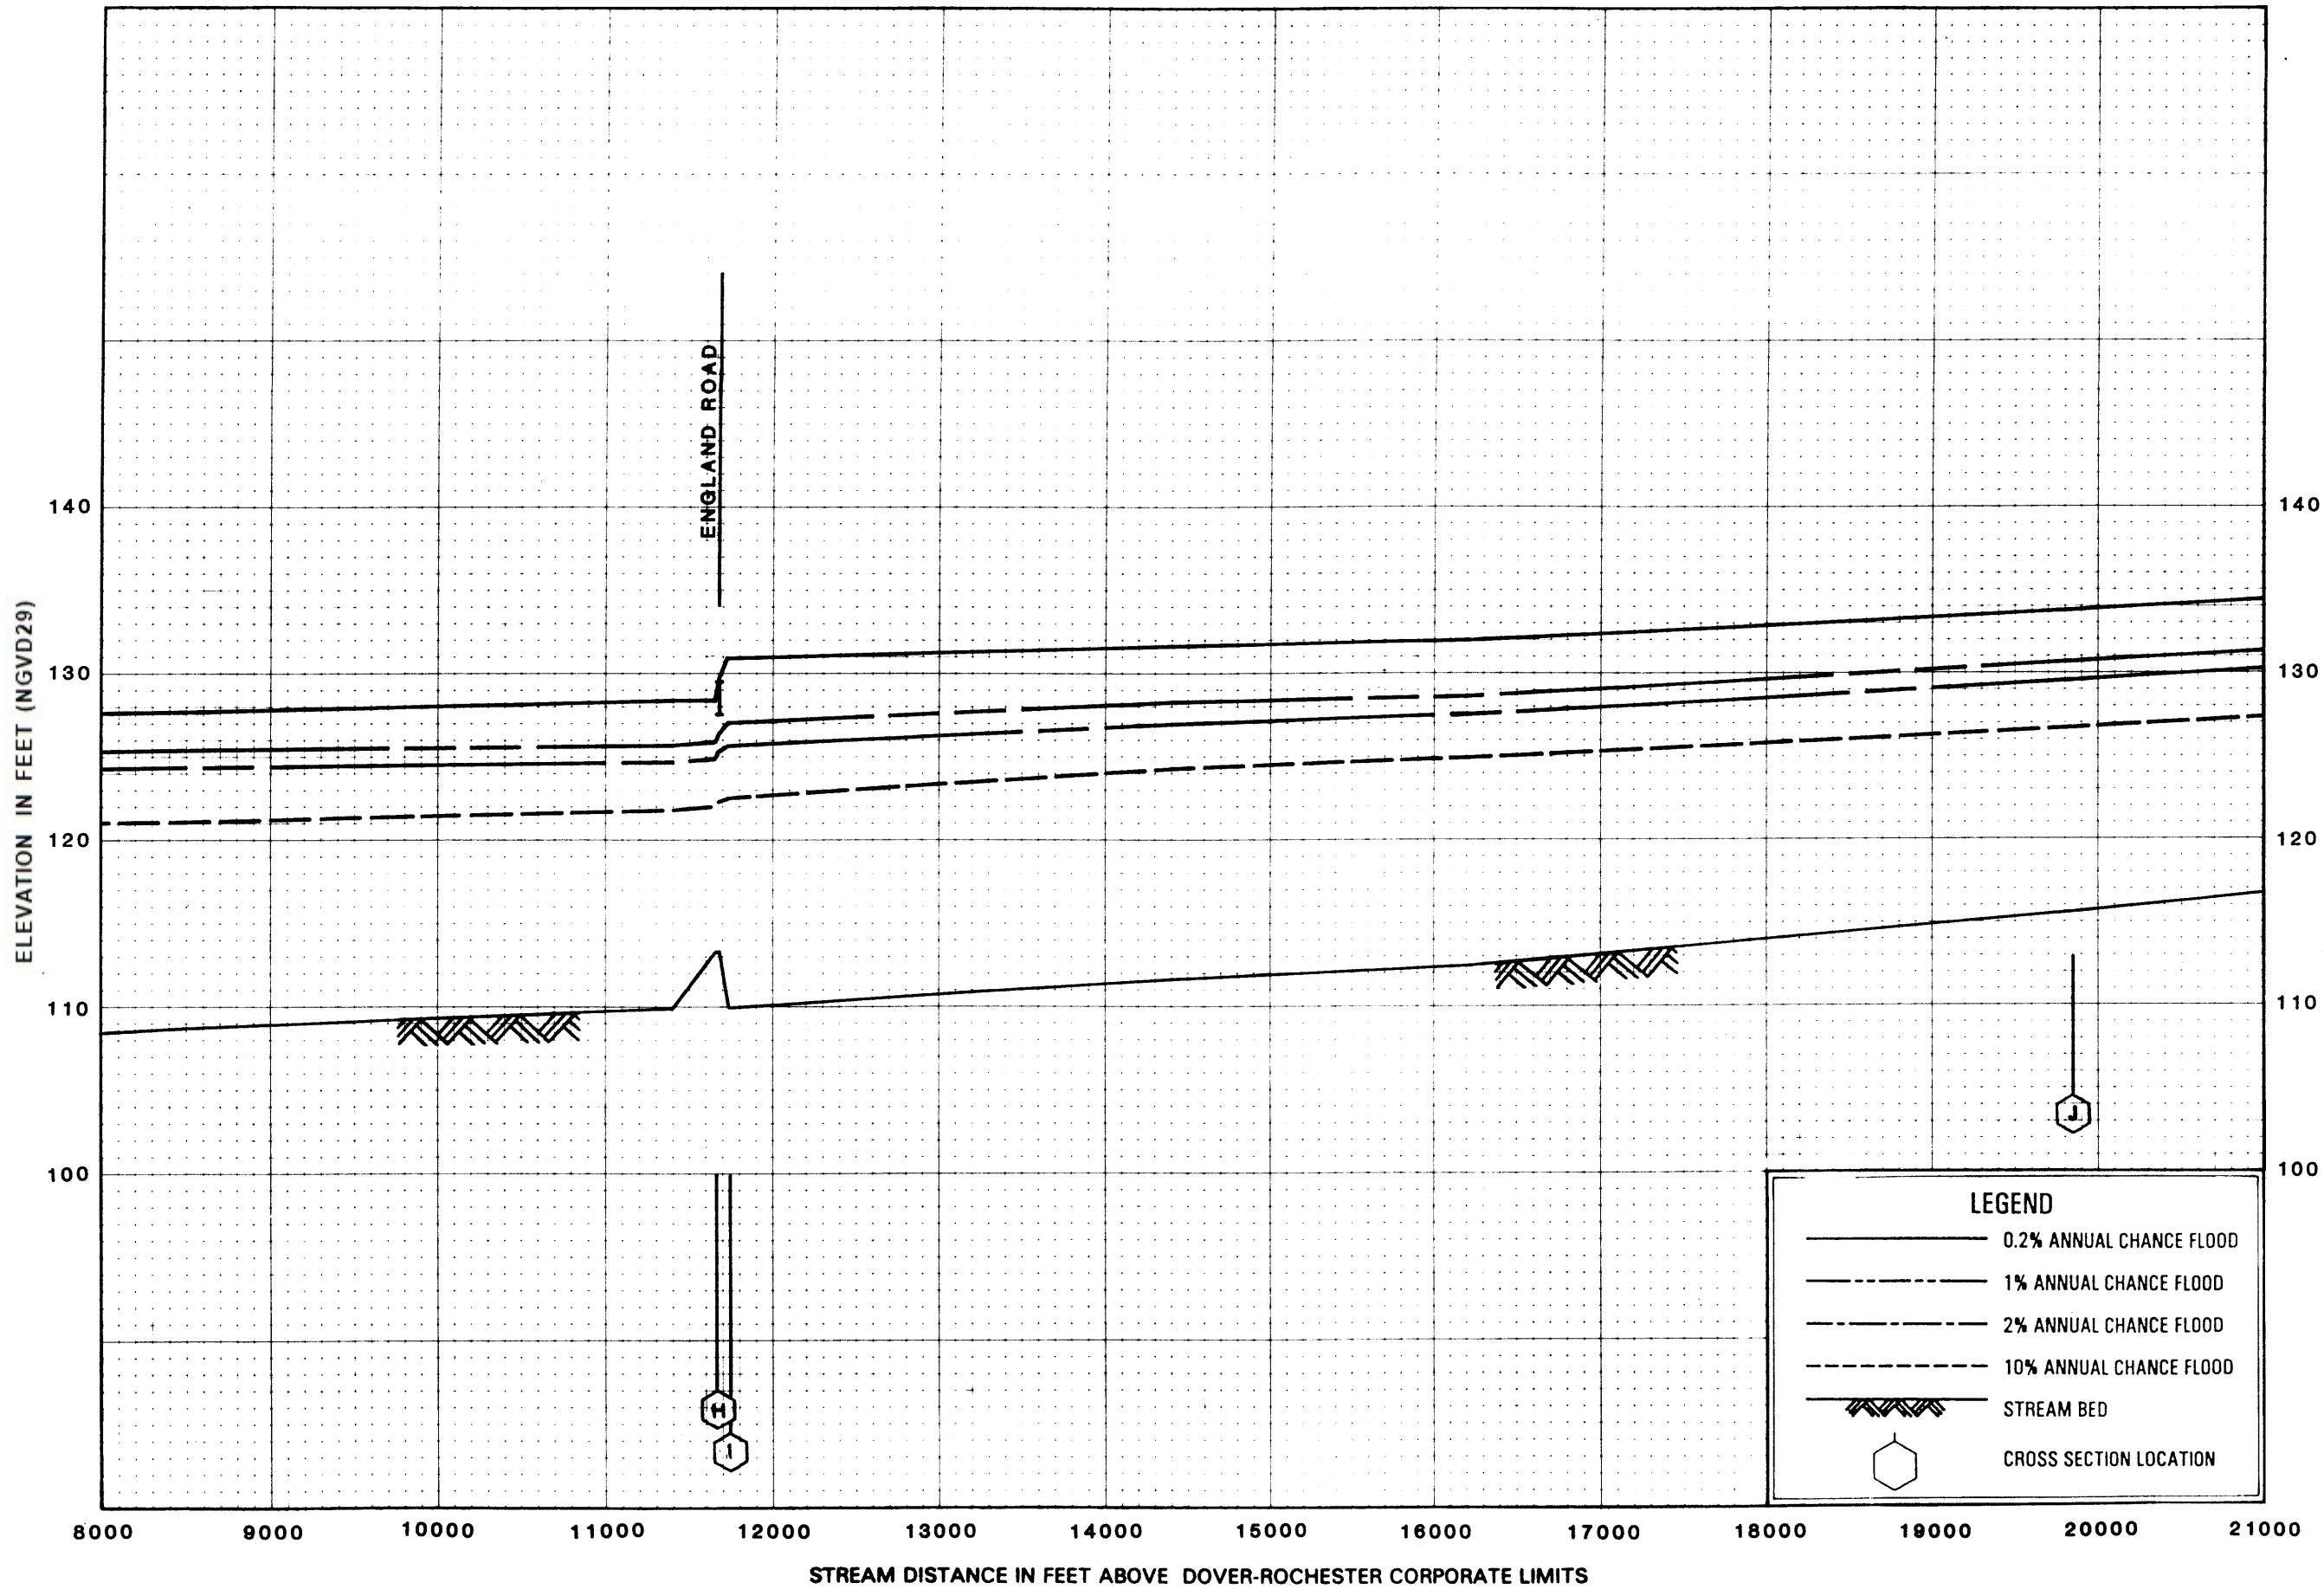 ENGLAND ROAD
ELEVATION IN FEET (NGVD29)
140
130
120
110
100
140
130
120
110
100
H
I
J
LEGEND
0.2% ANNUAL CHANCE FLOOD
1% ANNUAL CHANCE FLOOD
2% ANNUAL CHANCE FLOOD
10% ANNUAL CHANCE FLOOD
STREAM BED
CROSS SECTION LOCATION
8000 9000 10000 11000 12000 13000 14000 15000 16000 17000 18000 19000 20000 21000
STREAM DISTANCE IN FEET ABOVE DOVER-ROCHESTER CORPORATE LIMITS